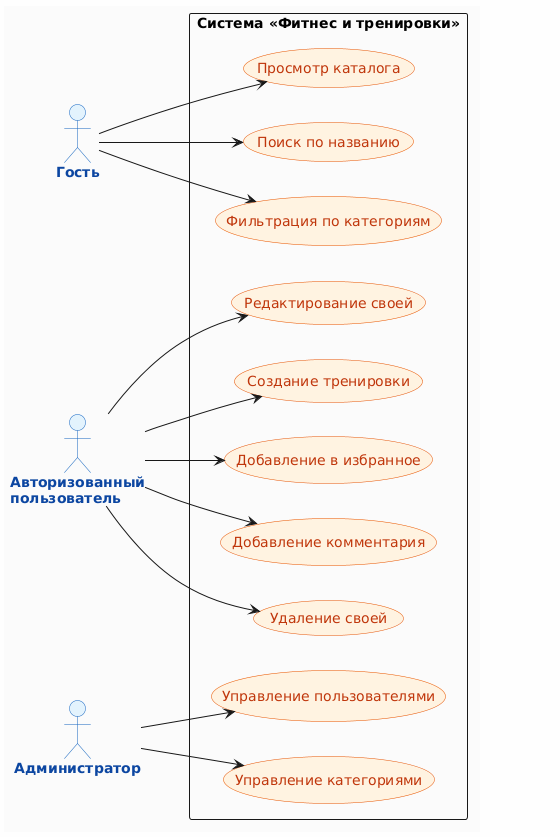 Система «Фитнес и тренировки»
Просмотр каталога
Поиск по названию
Гость
Фильтрация по категориям
Редактирование своей
Создание тренировки
Добавление в избранное
Авторизованный
пользователь
Добавление комментария
Удаление своей
Управление пользователями
Администратор
Управление категориями